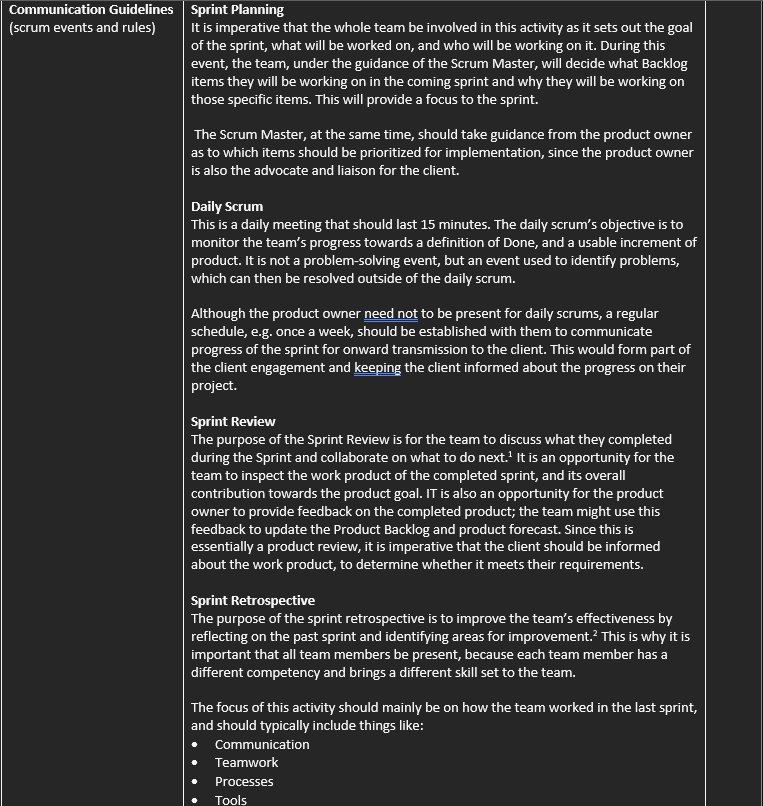 Communication Guidelines
(scrum events and rules)
Sprint Planning
It is imperative that the whole team be involved in this activity as it sets out the goal
of the sprint, what will be worked on, and who will be working on it. During this
event, the team, under the guidance of the Scrum Master, will decide what Backlog
items they will be working on in the coming sprint and why they will be working on
those specific items. This will provide a focus to the sprint.
The Scrum Master, at the same time, should take guidance from the product owner
as to which items should be prioritized for implementation, since the product owner
is also the advocate and liaison for the client.
Daily Scrum
This is a daily meeting that should last 15 minutes. The daily scrum’s objective is to
monitor the team’s progress towards a definition of Done, and a usable increment of
product. It is not a problem-solving event, but an event used to identify problems,
which can then be resolved outside of the daily scrum.
Although the product owner need not to be present for daily scrums, a regular
schedule, e.g. once a week, should be established with them to communicate
progress of the sprint for onward transmission to the client. This would form part of
the client engagement and keeping the client informed about the progress on their
project.
Sprint Review
The purpose of the Sprint Review is for the team to discuss what they completed
during the Sprint and collaborate on what to do next.¹ It is an opportunity for the
team to inspect the work product of the completed sprint, and its overall
contribution towards the product goal. IT is also an opportunity for the product
owner to provide feedback on the completed product; the team might use this
feedback to update the Product Backlog and product forecast. Since this is
essentially a product review, it is imperative that the client should be informed
about the work product, to determine whether it meets their requirements.
Sprint Retrospective
The purpose of the sprint retrospective is to improve the team’s effectiveness by
reflecting on the past sprint and identifying areas for improvement.² This is why it is
important that all team members be present, because each team member has a
different competency and brings a different skill set to the team.
The focus of this activity should mainly be on how the team worked in the last sprint,
and should typically include things like:
• Communication
• Teamwork
• Processes
• Tools